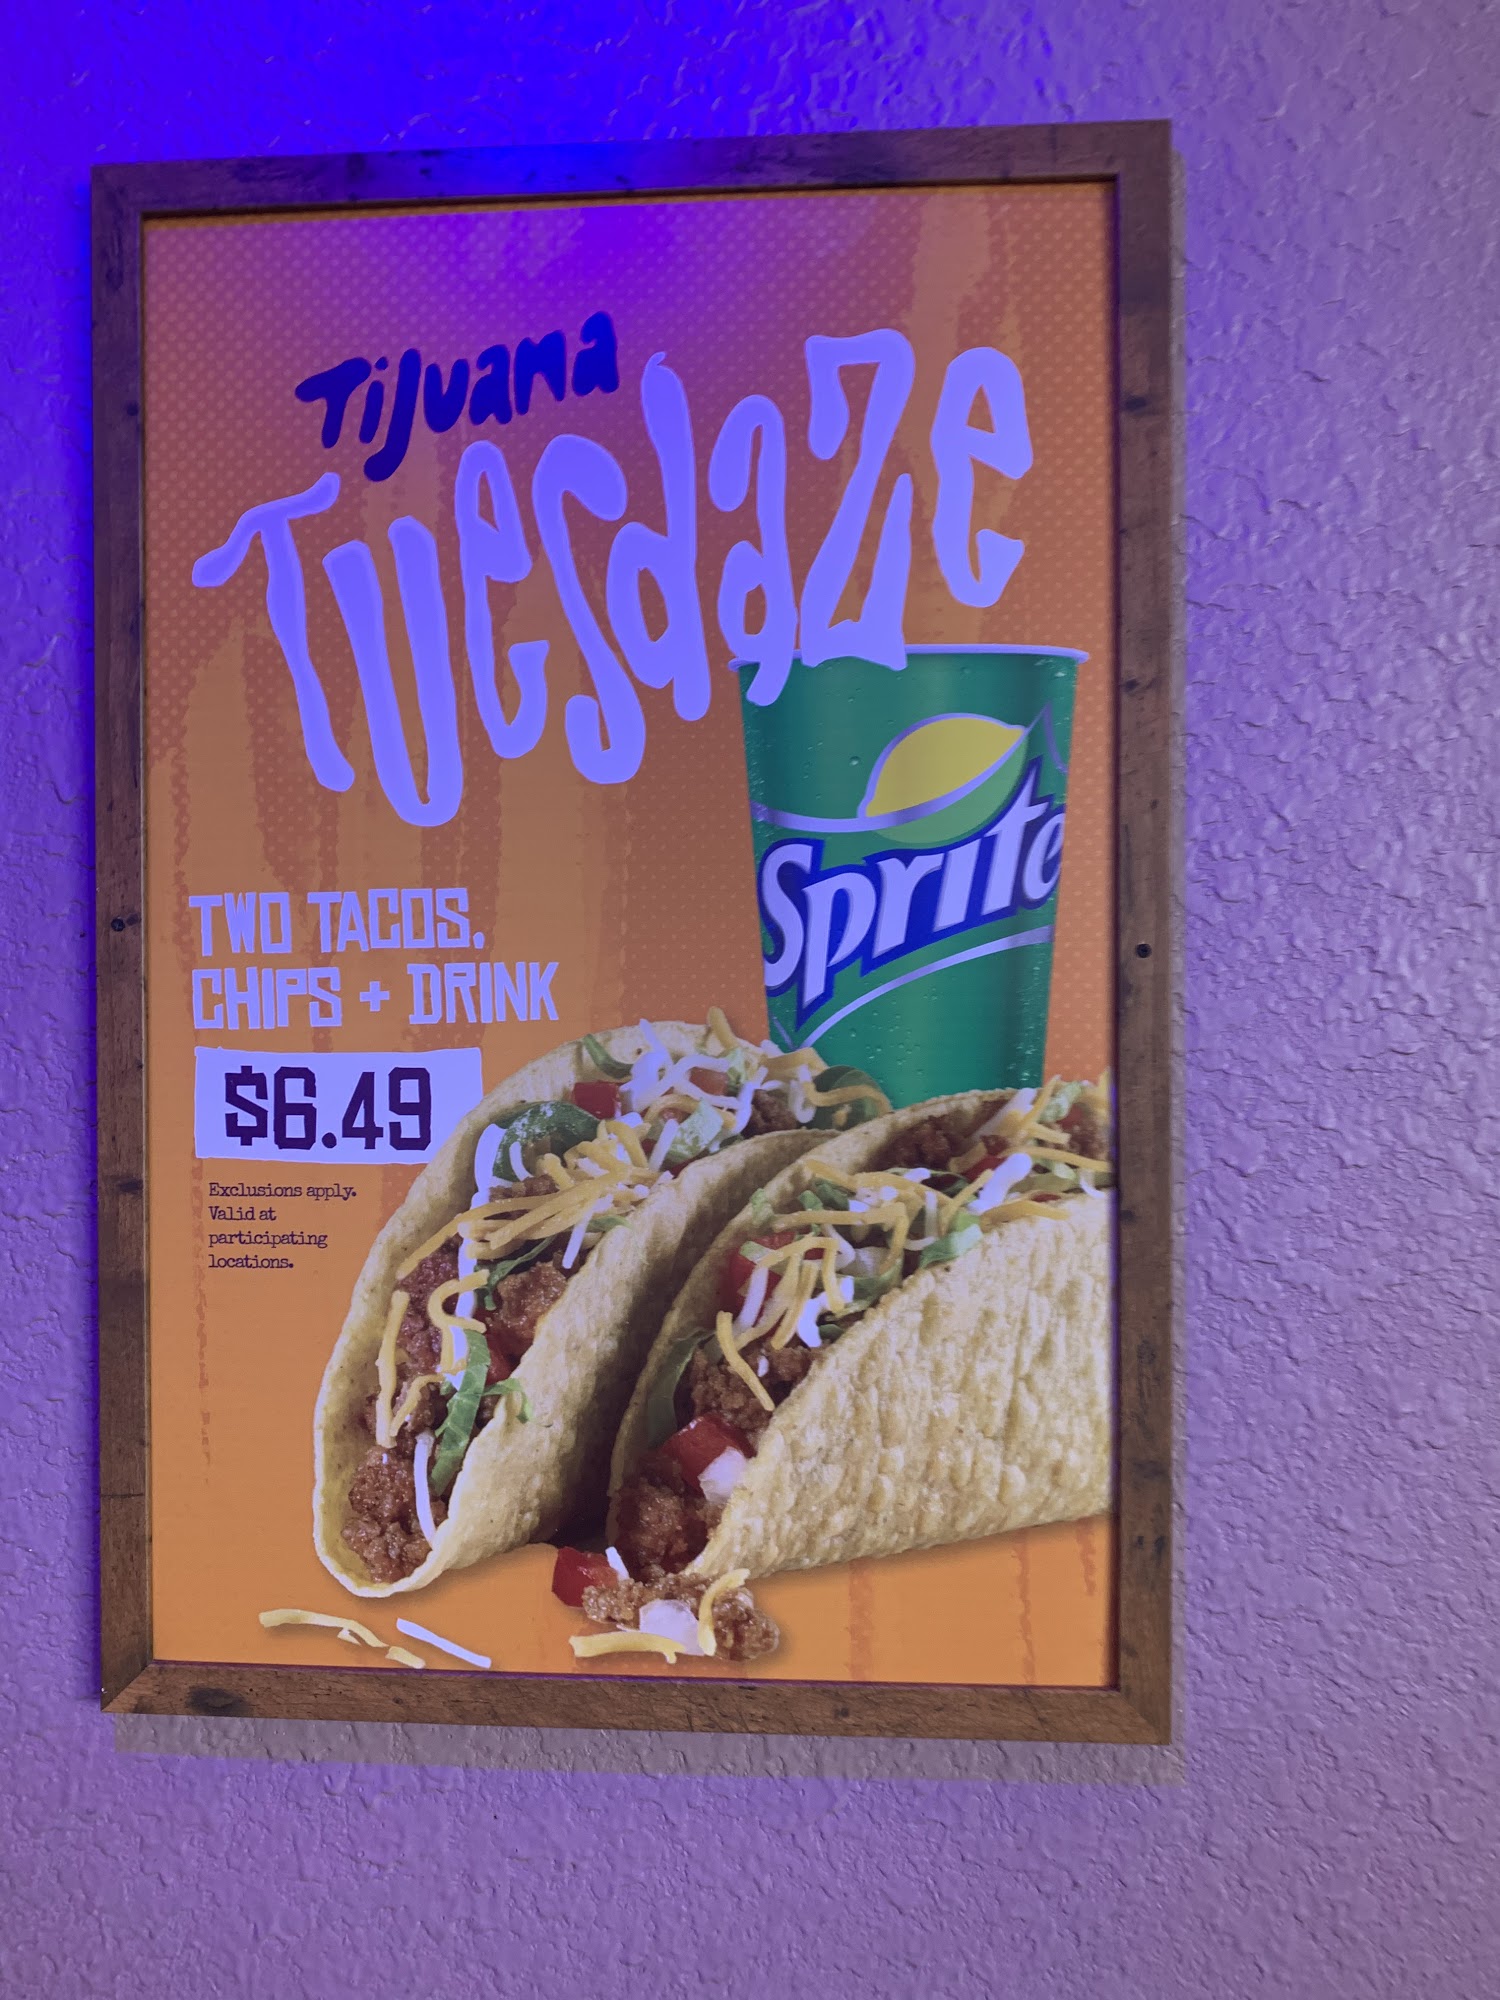 Tijuana
Tuesdaze
Sprite
TWO TACOS,
CHIPS + DRINK
$6.49
Exclusions apply.
Valid at
participating
locations.